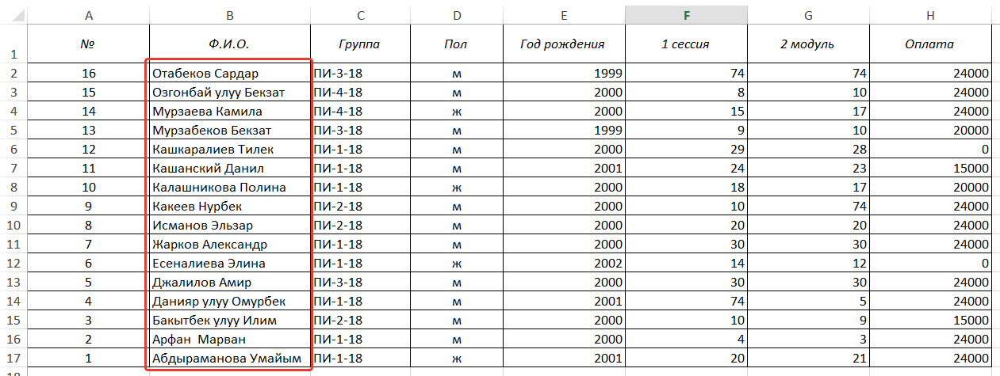 A B C D E F G H
1 № Ф.И.О. Группа Пол Год рождения 1 сессия 2 модуль Оплата
2 16 Отабеков Сардар ПИ-3-18 м 1999 74 74 24000
3 15 Озгонбай улуу Бекзат ПИ-4-18 м 2000 8 10 24000
4 14 Мурзаева Камила ПИ-4-18 ж 2000 15 17 24000
5 13 Мурзабеков Бекзат ПИ-3-18 м 1999 9 10 20000
6 12 Кашкаралиев Тилек ПИ-1-18 м 2000 29 28 0
7 11 Кашанский Данил ПИ-1-18 м 2001 24 23 15000
8 10 Калашникова Полина ПИ-1-18 ж 2000 18 17 20000
9 9 Какеев Нурбек ПИ-2-18 м 2000 10 74 24000
10 8 Исманов Эльзар ПИ-2-18 м 2000 20 20 24000
11 7 Жарков Александр ПИ-1-18 м 2000 30 30 24000
12 6 Есеналиева Элина ПИ-1-18 ж 2002 14 12 0
13 5 Джалилов Амир ПИ-3-18 м 2000 30 30 24000
14 4 Данияр улуу Омурбек ПИ-1-18 м 2001 74 5 24000
15 3 Бакытбек улуу Илим ПИ-2-18 м 2000 10 9 15000
16 2 Арфан  Марван ПИ-1-18 м 2000 4 3 24000
17 1 Абдыраманова Умайым ПИ-1-18 ж 2001 20 21 24000